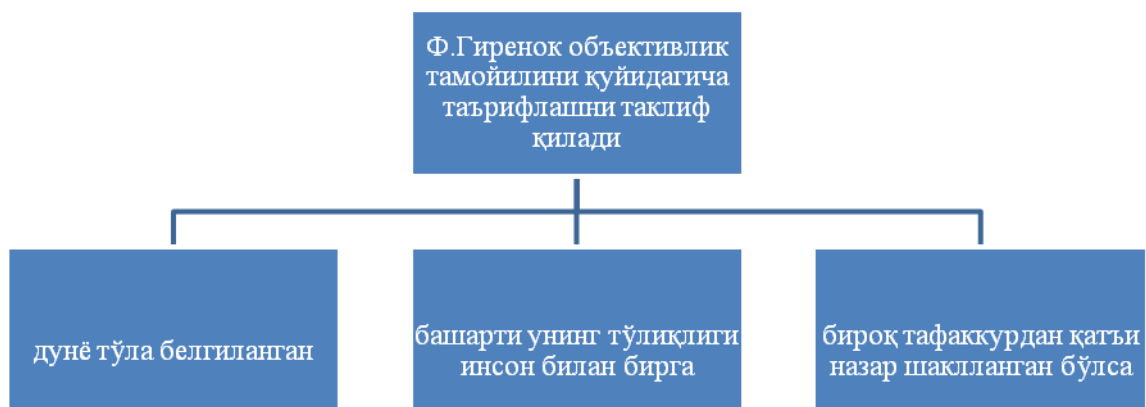 Ф.Гиренок объективлик
тамойилини қуйидагича
таърифлашни таклиф
қилади
дунё тўла белгиланган
башарти унинг тўлиқлиги
инсон билан бирга
бироқ тафаккурдан қатъи
назар шаклланган бўлса